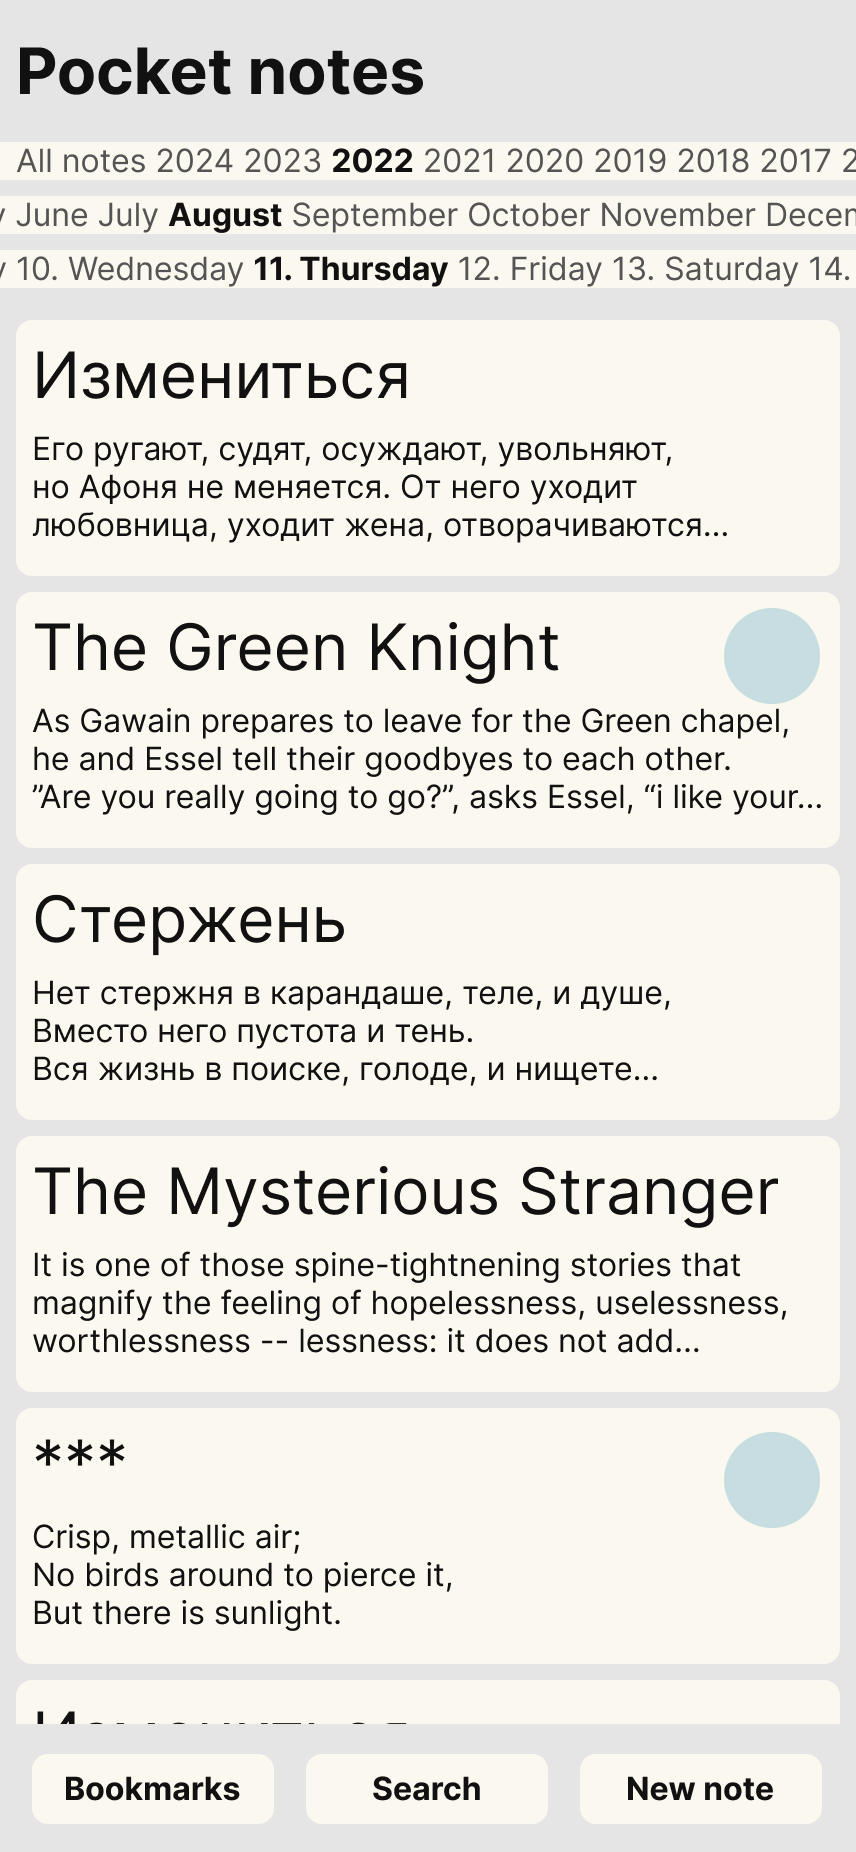 Pocket notes
All notes 2024 2023 2022 2021 2020 2019 2018 2017
June July August September October November
10. Wednesday 11. Thursday 12. Friday 13. Saturday 14.
Измениться
Его ругают, судят, осуждают, увольняют,
но Афоня не меняется. От него уходит
любовница, уходит жена, отворачиваются...
The Green Knight
As Gawain prepares to leave for the Green chapel,
he and Essel tell their goodbyes to each other.
”Are you really going to go?”, asks Essel, “i like your...
Стержень
Нет стержня в карандаше, теле, и душе,
Вместо него пустота и тень.
Вся жизнь в поиске, голоде, и нищете...
The Mysterious Stranger
It is one of those spine-tightnening stories that
magnify the feeling of hopelessness, uselessness,
worthlessness -- lessness: it does not add...
***
Crisp, metallic air;
No birds around to pierce it,
But there is sunlight.
Bookmarks Search New note